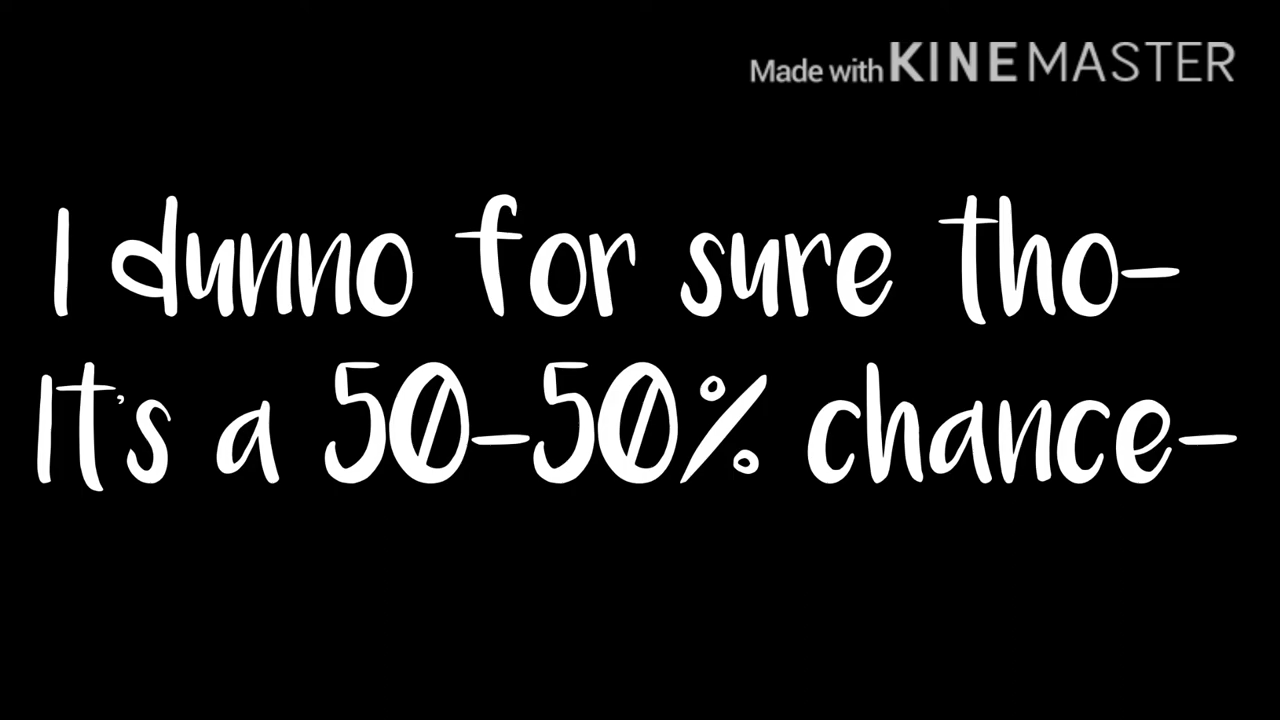 Made with KINEMASTER
I dunno for sure tho-
It's a 50-50% chance-